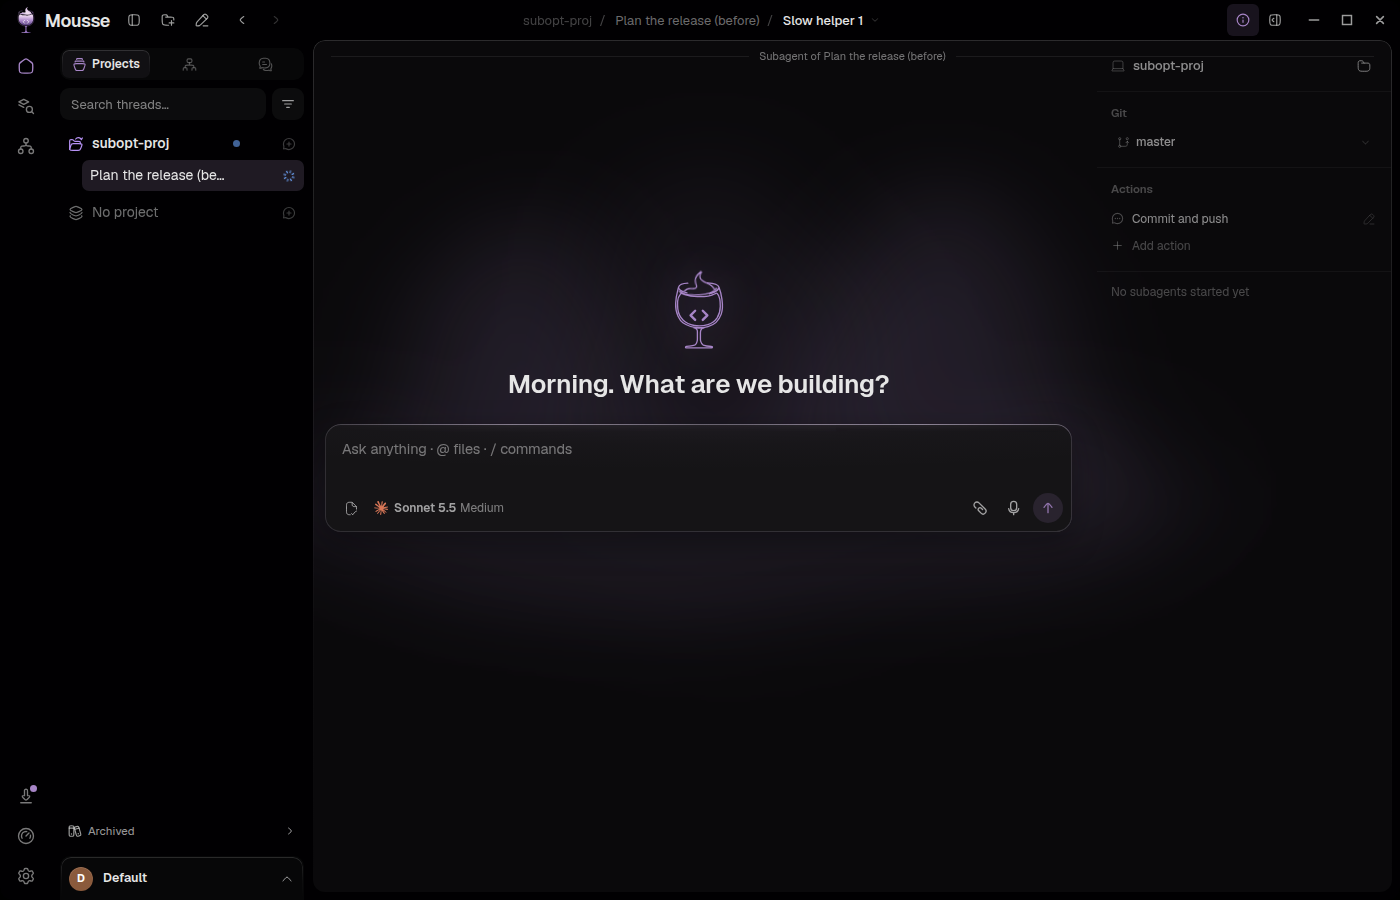 Mousse
subopt-proj / Plan the release (before) / Slow helper 1
Projects
Search threads...
subopt-proj
Plan the release (be...
No project
Archived
D Default
Subagent of Plan the release (before)
Morning. What are we building?
Ask anything · @ files · / commands
Sonnet 5.5 Medium
subopt-proj
Git
master
Actions
Commit and push
Add action
No subagents started yet